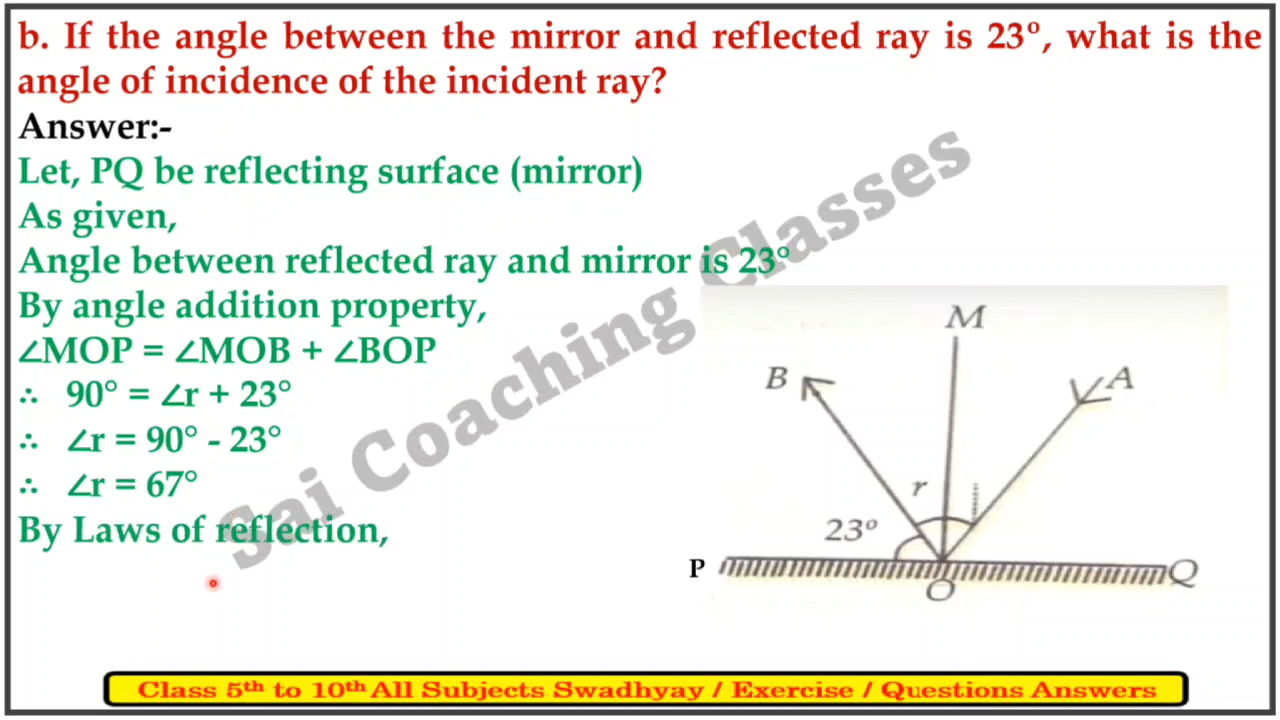 b. If the angle between the mirror and reflected ray is 23°, what is the
angle of incidence of the incident ray?
Answer:-
Let, PQ be reflecting surface (mirror)
As given,
Angle between reflected ray and mirror is 23°
By angle addition property,
∠MOP = ∠MOB + ∠BOP
∴ 90° = ∠r + 23°
∴ ∠r = 90° - 23°
∴ ∠r = 67°
By Laws of reflection,
Sai Coaching Classes
M
B
A
r
23°
P
Q
O
Class 5th to 10th All Subjects Swadhyay / Exercise / Questions Answers